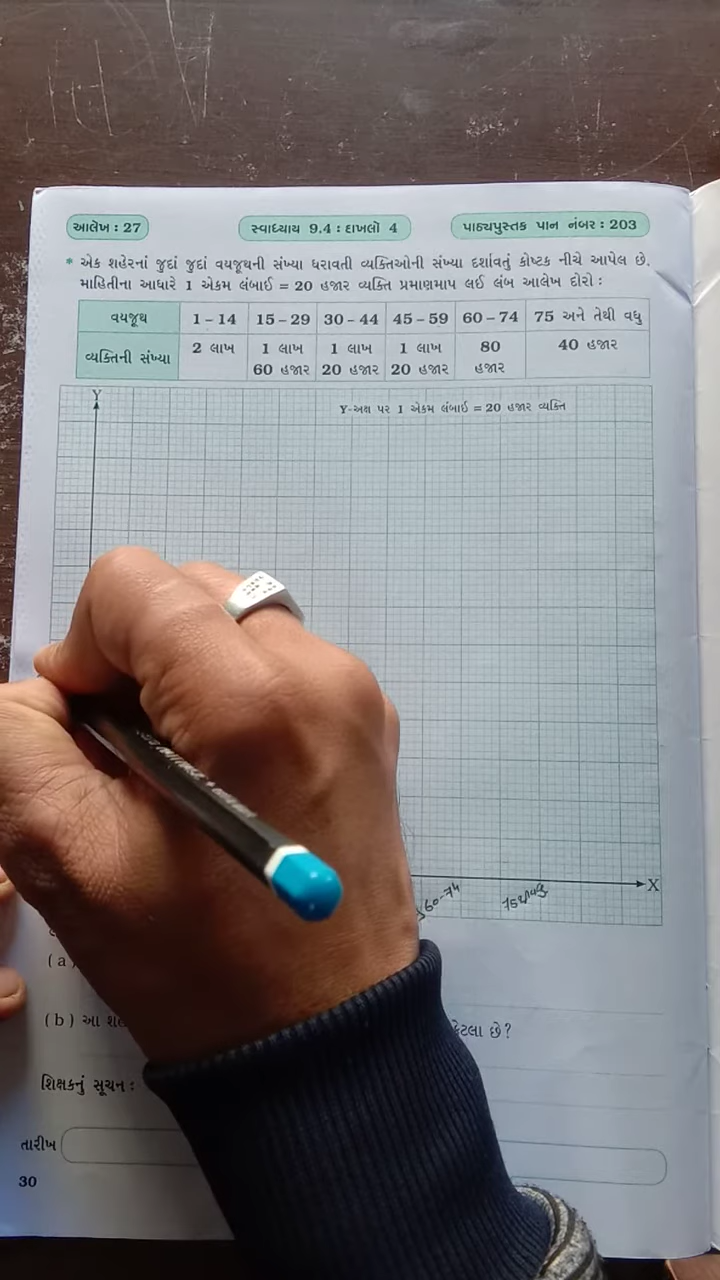 આલેખ : 27 સ્વાધ્યાય 9.4 : દાખલો 4 પાઠ્યપુસ્તક પાન નંબર : 203
* એક શહેરનાં જુદાં જુદાં વયજૂથની સંખ્યા ધરાવતી વ્યક્તિઓની સંખ્યા દર્શાવતું કોષ્ટક નીચે આપેલ છે.
માહિતીના આધારે 1 એકમ લંબાઈ = 20 હજાર વ્યક્તિ પ્રમાણમાપ લઈ લંબ આલેખ દોરો :
વયજૂથ 1 – 14 15 – 29 30 – 44 45 – 59 60 – 74 75 અને તેથી વધુ
વ્યક્તિની સંખ્યા 2 લાખ 1 લાખ 1 લાખ 1 લાખ 80 40 હજાર
60 હજાર 20 હજાર 20 હજાર હજાર
Y
Y-અક્ષ પર 1 એકમ લંબાઈ = 20 હજાર વ્યક્તિ
X
60-74
(a)
(b) આ કેટલા છે?
શિક્ષકનું સૂચન :
તારીખ
30